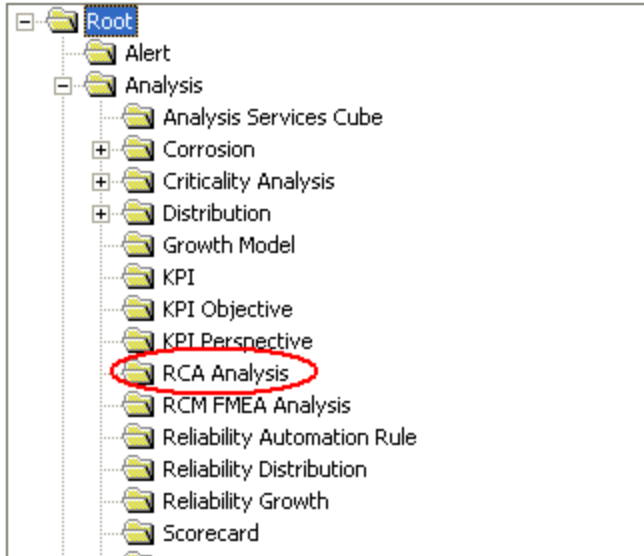 Root
Alert
Analysis
Analysis Services Cube
Corrosion
Criticality Analysis
Distribution
Growth Model
KPI
KPI Objective
KPI Perspective
RCA Analysis
RCM FMEA Analysis
Reliability Automation Rule
Reliability Distribution
Reliability Growth
Scorecard